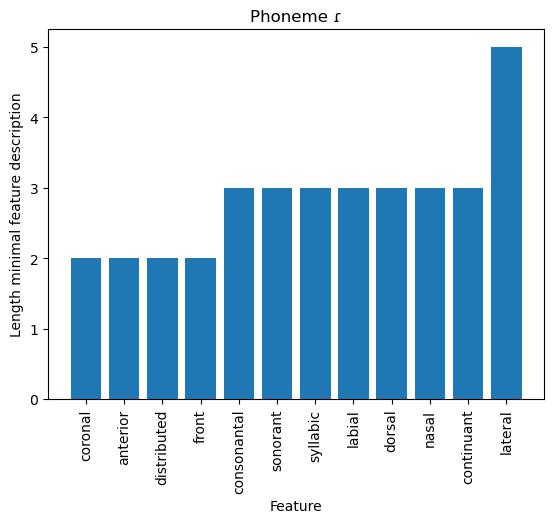 Phoneme ɾ
Length minimal feature description
5
4
3
2
1
0
coronal
anterior
distributed
front
consonantal
sonorant
syllabic
labial
dorsal
nasal
continuant
lateral
Feature